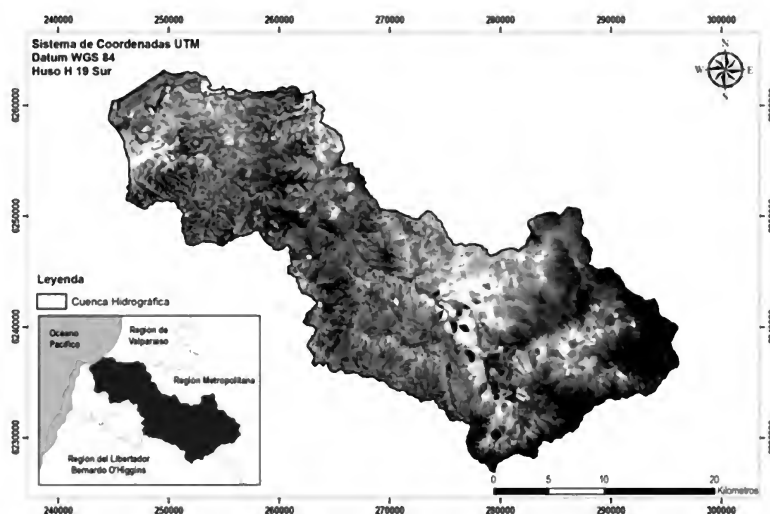 240000 250000 260000 270000 280000 290000 300000
Sistema de Coordenadas UTM
Datum WGS 84
Huso H 19 Sur
N
W E
S
6260000
6250000
6240000
6230000
Leyenda
Cuenca Hidrográfica
Oceano
Pacifico
Región de
Valparaiso
Región Metropolitana
Región del Libertador
Bernardo O'Higgins
0 5 10 20
Kilometros
240000 250000 260000 270000 280000 290000 300000